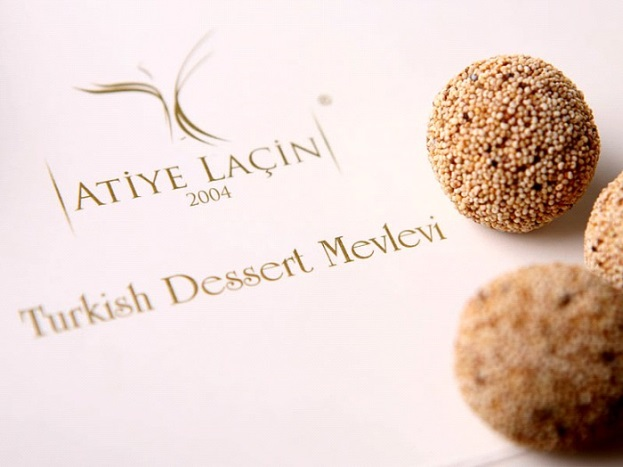 ATİYE LAÇİN
®
2004
Turkish Dessert Mevlevi